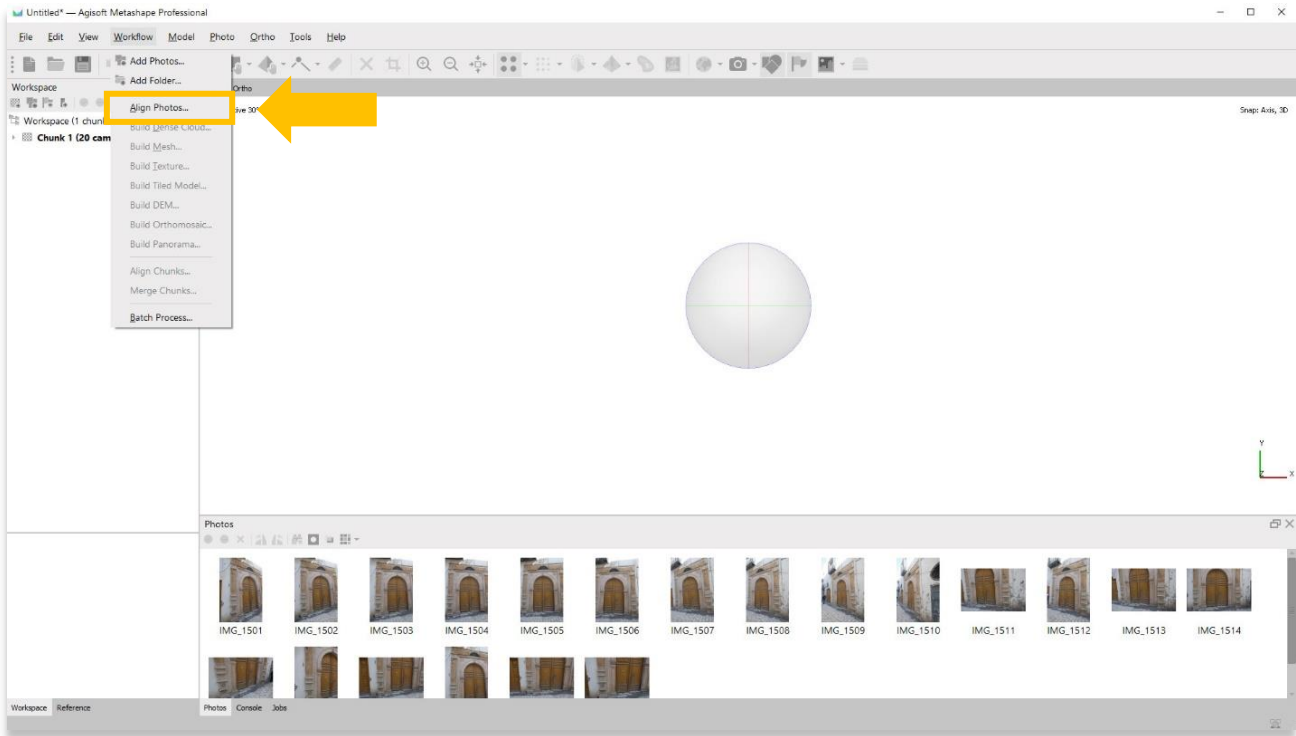 Untitled* — Agisoft Metashape Professional
File Edit View Workflow Model Photo Ortho Tools Help
Add Photos...
Add Folder...
Align Photos...
Build Dense Cloud...
Build Mesh...
Build Texture...
Build Tiled Model...
Build DEM...
Build Orthomosaic...
Build Panorama...
Align Chunks...
Merge Chunks...
Batch Process...
Workspace
Workspace (1 chun
Chunk 1 (20 cam
Ortho
ive 30°
Snap: Axis, 3D
Y
Z X
Photos
IMG_1501 IMG_1502 IMG_1503 IMG_1504 IMG_1505 IMG_1506 IMG_1507 IMG_1508 IMG_1509 IMG_1510 IMG_1511 IMG_1512 IMG_1513 IMG_1514
Workspace Reference
Photos Console Jobs